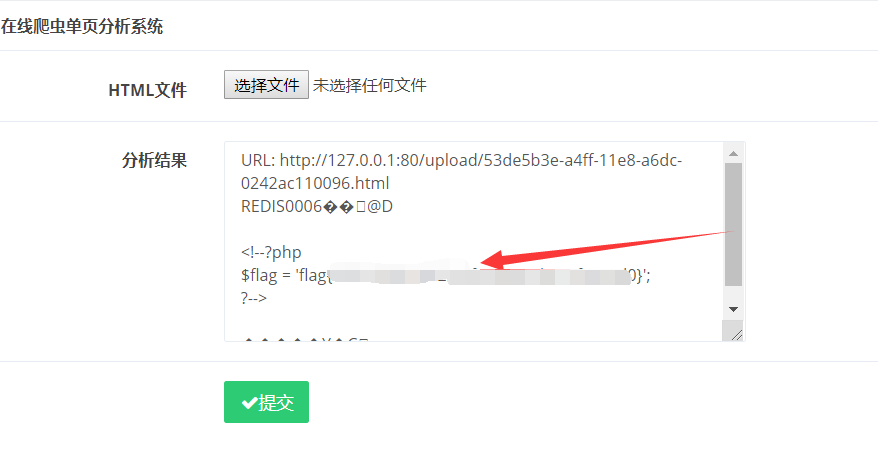 在线爬虫单页分析系统
HTML文件
选择文件 未选择任何文件
分析结果
URL: http://127.0.0.1:80/upload/53de5b3e-a4ff-11e8-a6dc-
0242ac110096.html
REDIS0006��@D
<!--?php
$flag = 'flag{ 0}';
?-->
提交